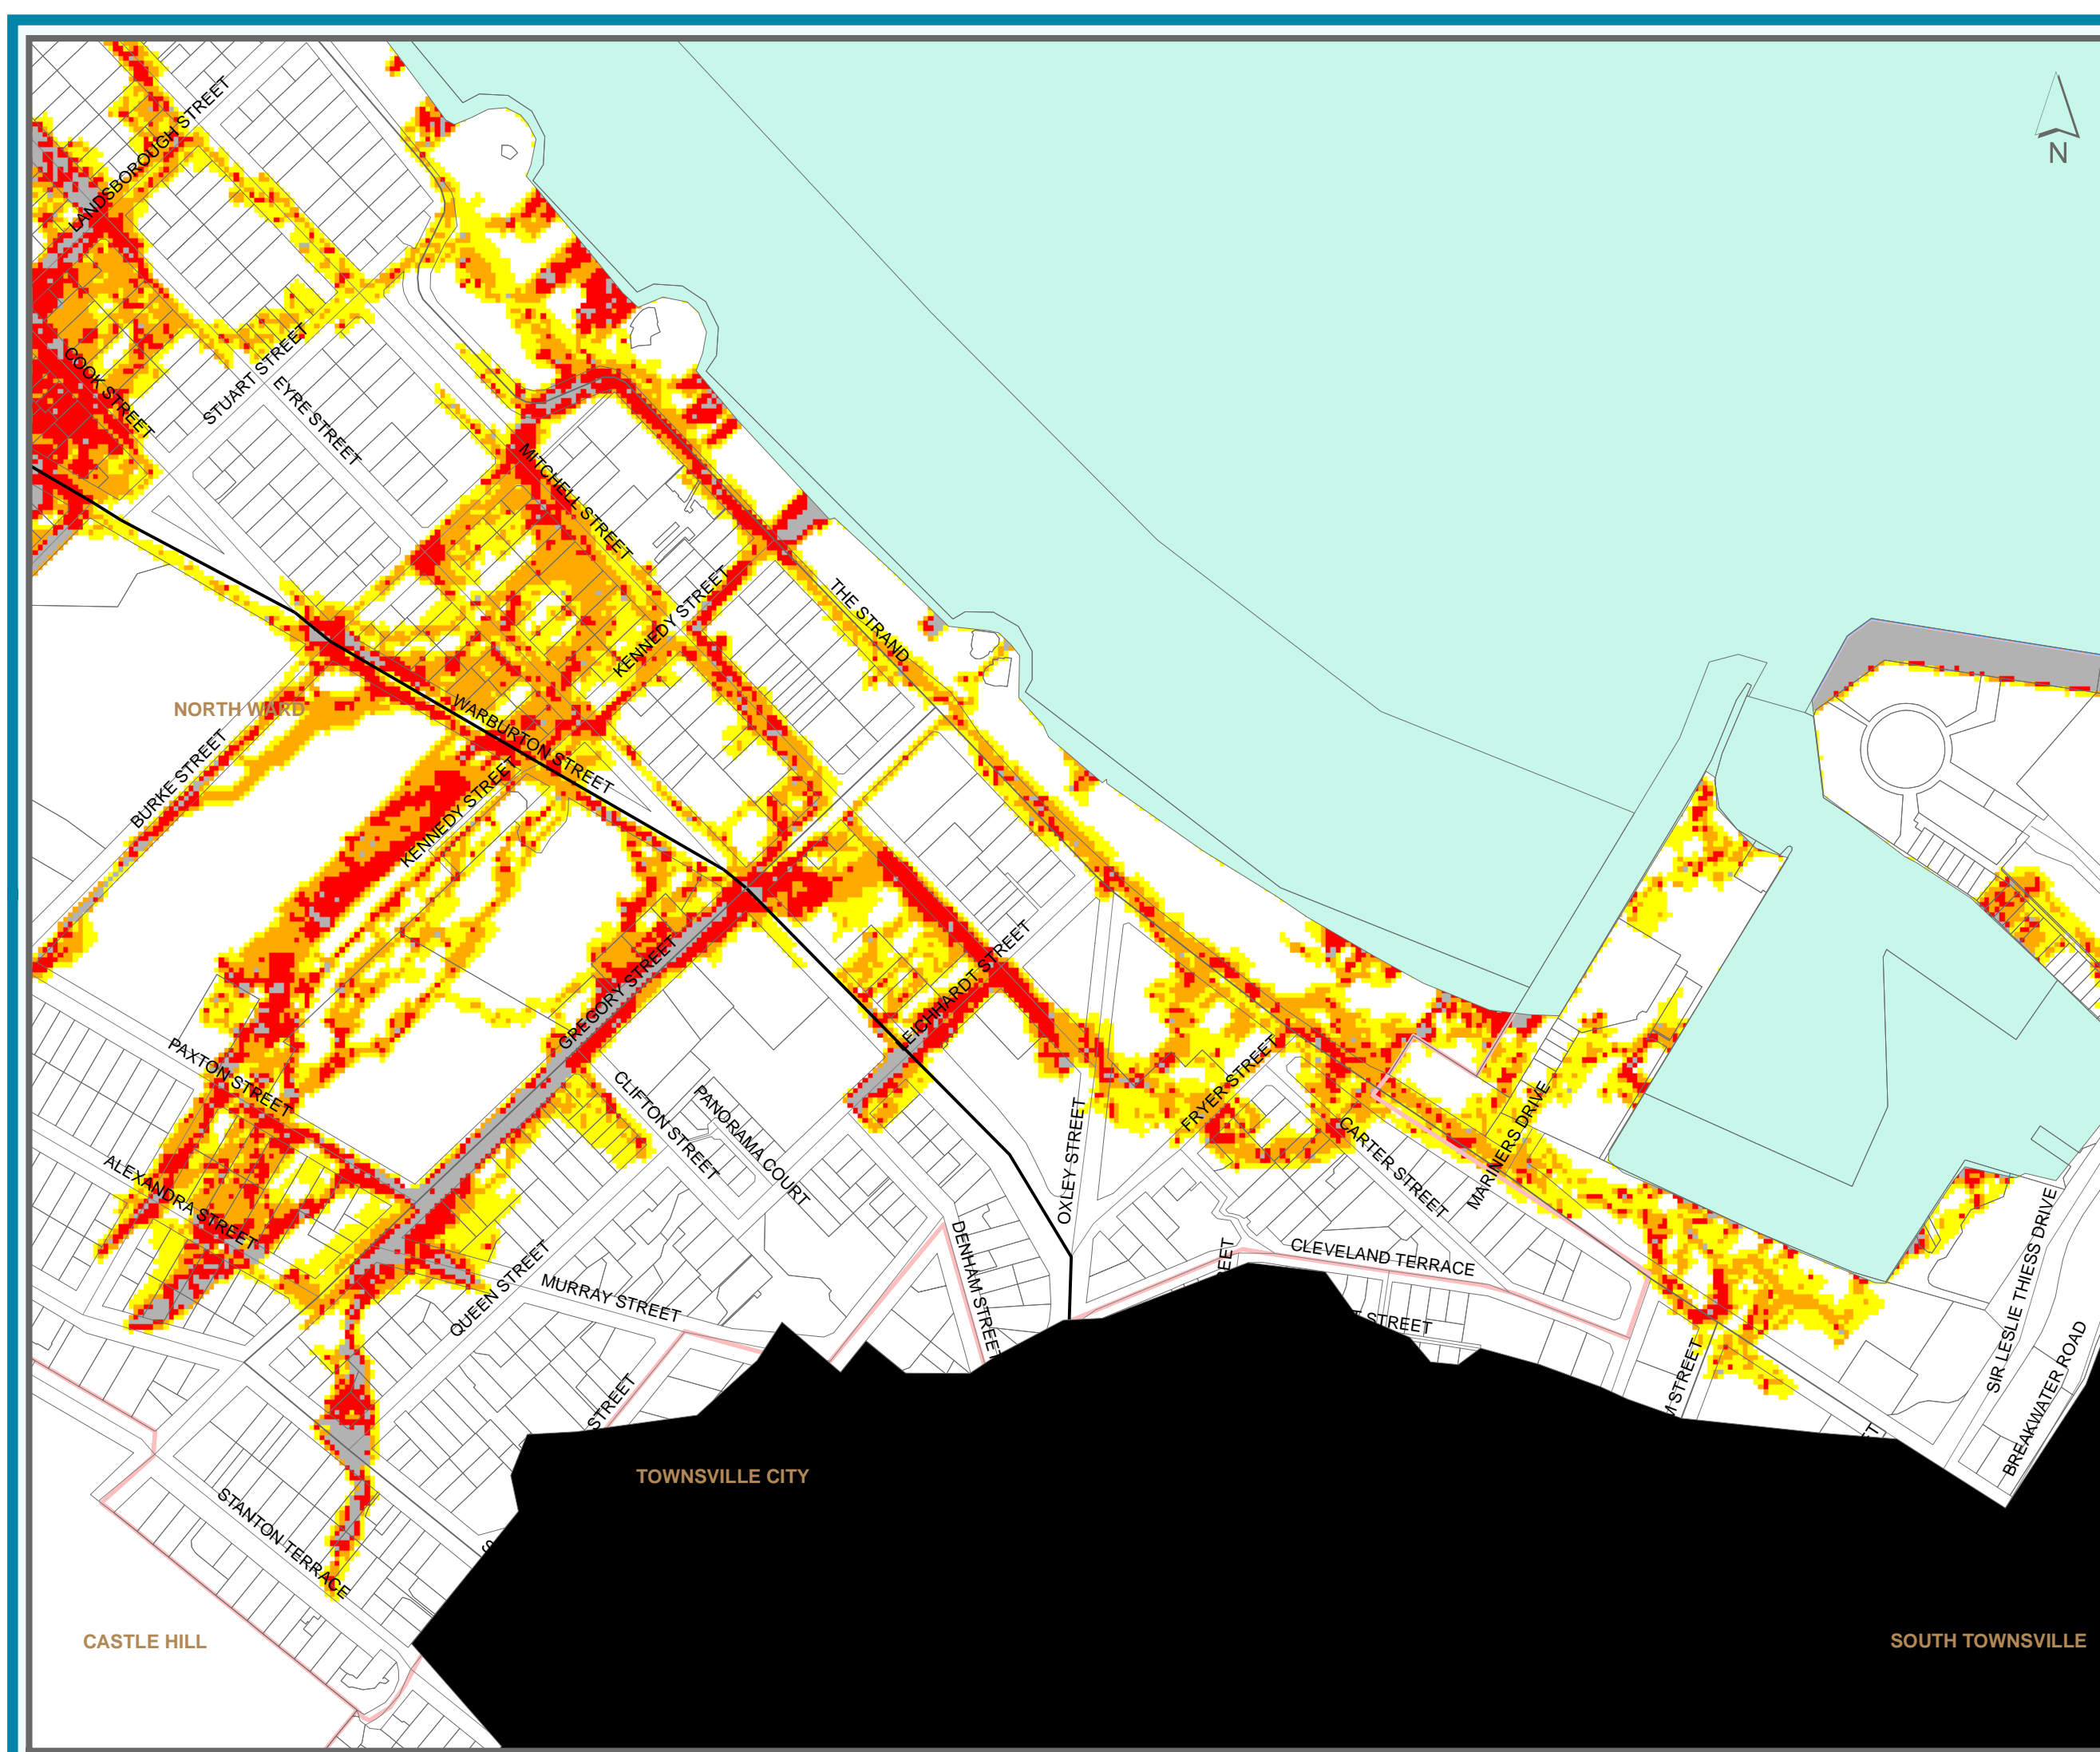 N
LANDSBOROUGH STREET
COOK STREET
STUART STREET
EYRE STREET
MITCHELL STREET
KENNEDY STREET
THE STRAND
NORTH WARD
WARBURTON STREET
BURKE STREET
KENNEDY STREET
GREGORY STREET
LEICHHARDT STREET
PAXTON STREET
CLIFTON STREET
PANORAMA COURT
FRYER STREET
OXLEY STREET
CARTER STREET
MARINERS DRIVE
ALEXANDRA STREET
QUEEN STREET
MURRAY STREET
DENHAM STREET
CLEVELAND TERRACE
SIR LESLIE THIESS DRIVE
BREAKWATER ROAD
STREET
STREET
TOWNSVILLE CITY
STANTON TERRACE
CASTLE HILL
SOUTH TOWNSVILLE